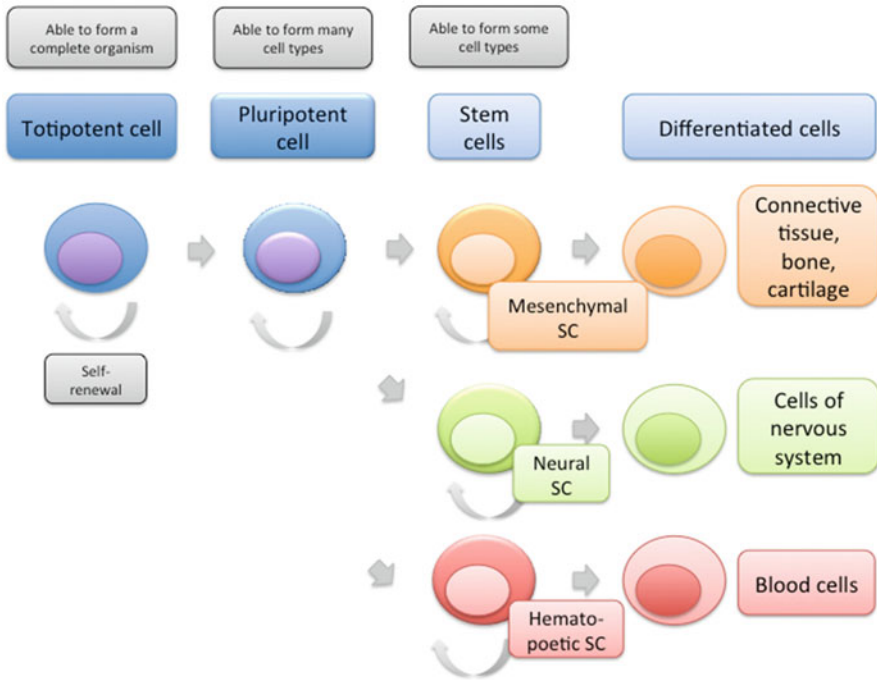 Able to form a
complete organism
Able to form many
cell types
Able to form some
cell types
Totipotent cell
Pluripotent
cell
Stem
cells
Differentiated cells
Connective
tissue,
bone,
cartilage
Mesenchymal
SC
Self-
renewal
Cells of
nervous
system
Neural
SC
Blood cells
Hemato-
poetic SC